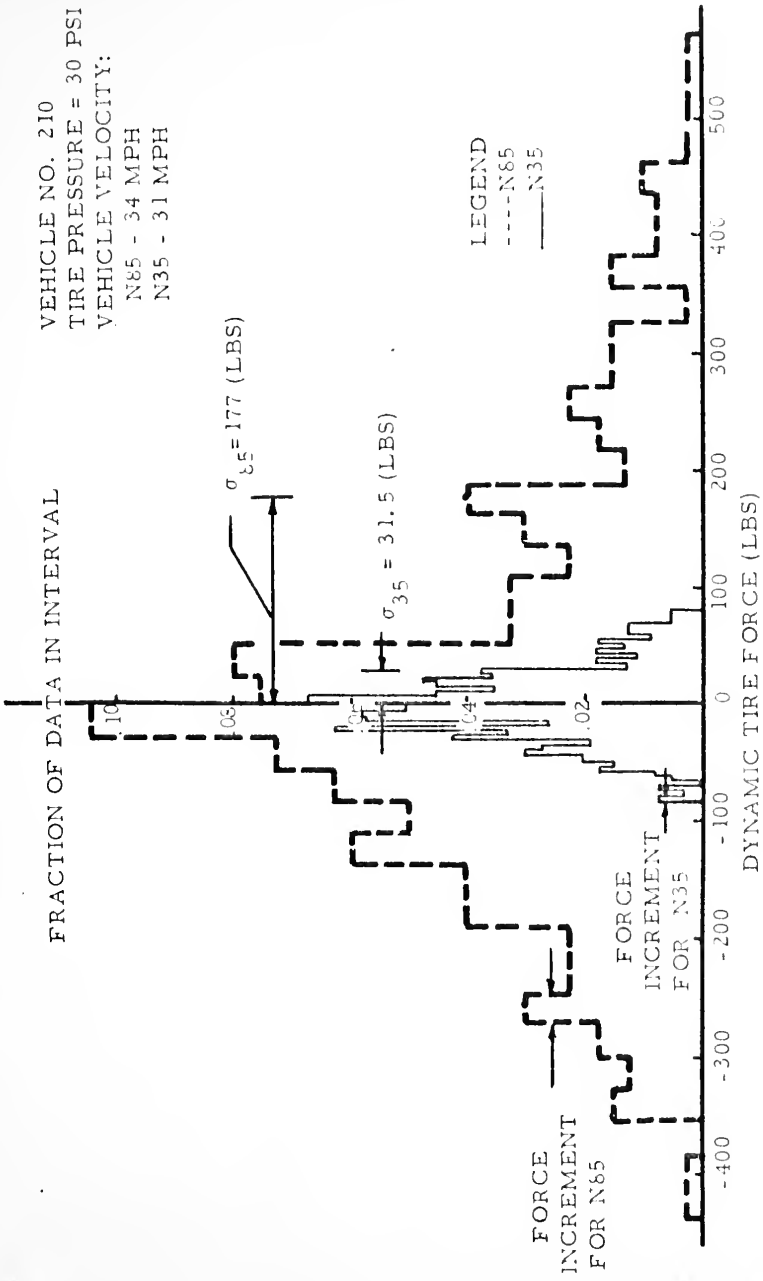 FRACTION OF DATA IN INTERVAL
VEHICLE NO. 210
TIRE PRESSURE = 30 PSI
VEHICLE VELOCITY:
N85 - 34 MPH
N35 - 31 MPH
σ85 = 177 (LBS)
σ35 = 31.5 (LBS)
LEGEND
----N85
N35
.10
.08
.06
.04
.02
FORCE
INCREMENT
FOR N85
FORCE
INCREMENT
FOR N35
-400 -300 -200 -100 0 100 200 300 400 500
DYNAMIC TIRE FORCE (LBS)